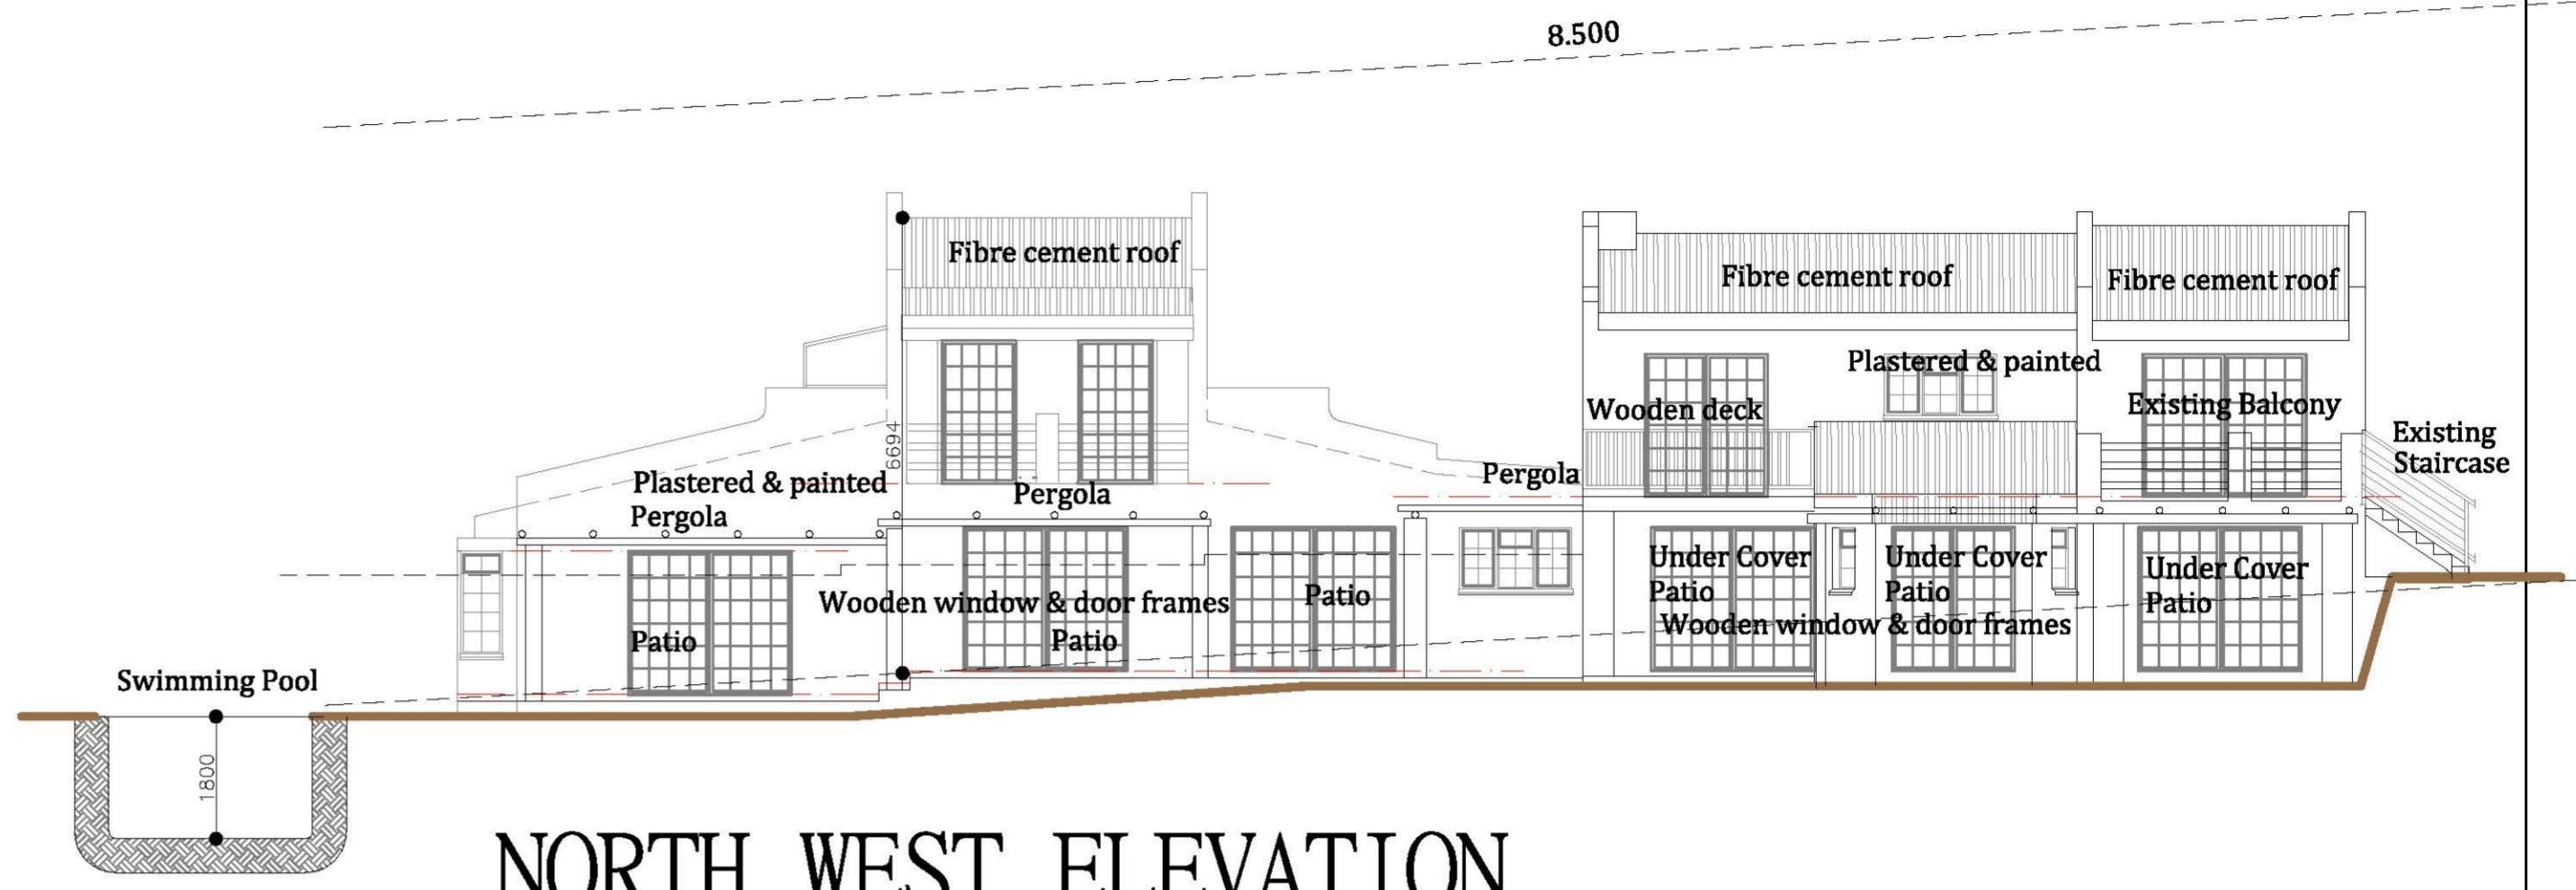 8.500
Fibre cement roof
Fibre cement roof
Fibre cement roof
Plastered & painted
Wooden deck
Existing Balcony
Existing
Staircase
6694
Plastered & painted
Pergola
Pergola
Pergola
Under Cover
Patio
Under Cover
Patio
Under Cover
Patio
Wooden window & door frames
Patio
Wooden window & door frames
Patio
Patio
Swimming Pool
1800
NORTH WEST ELEVATION